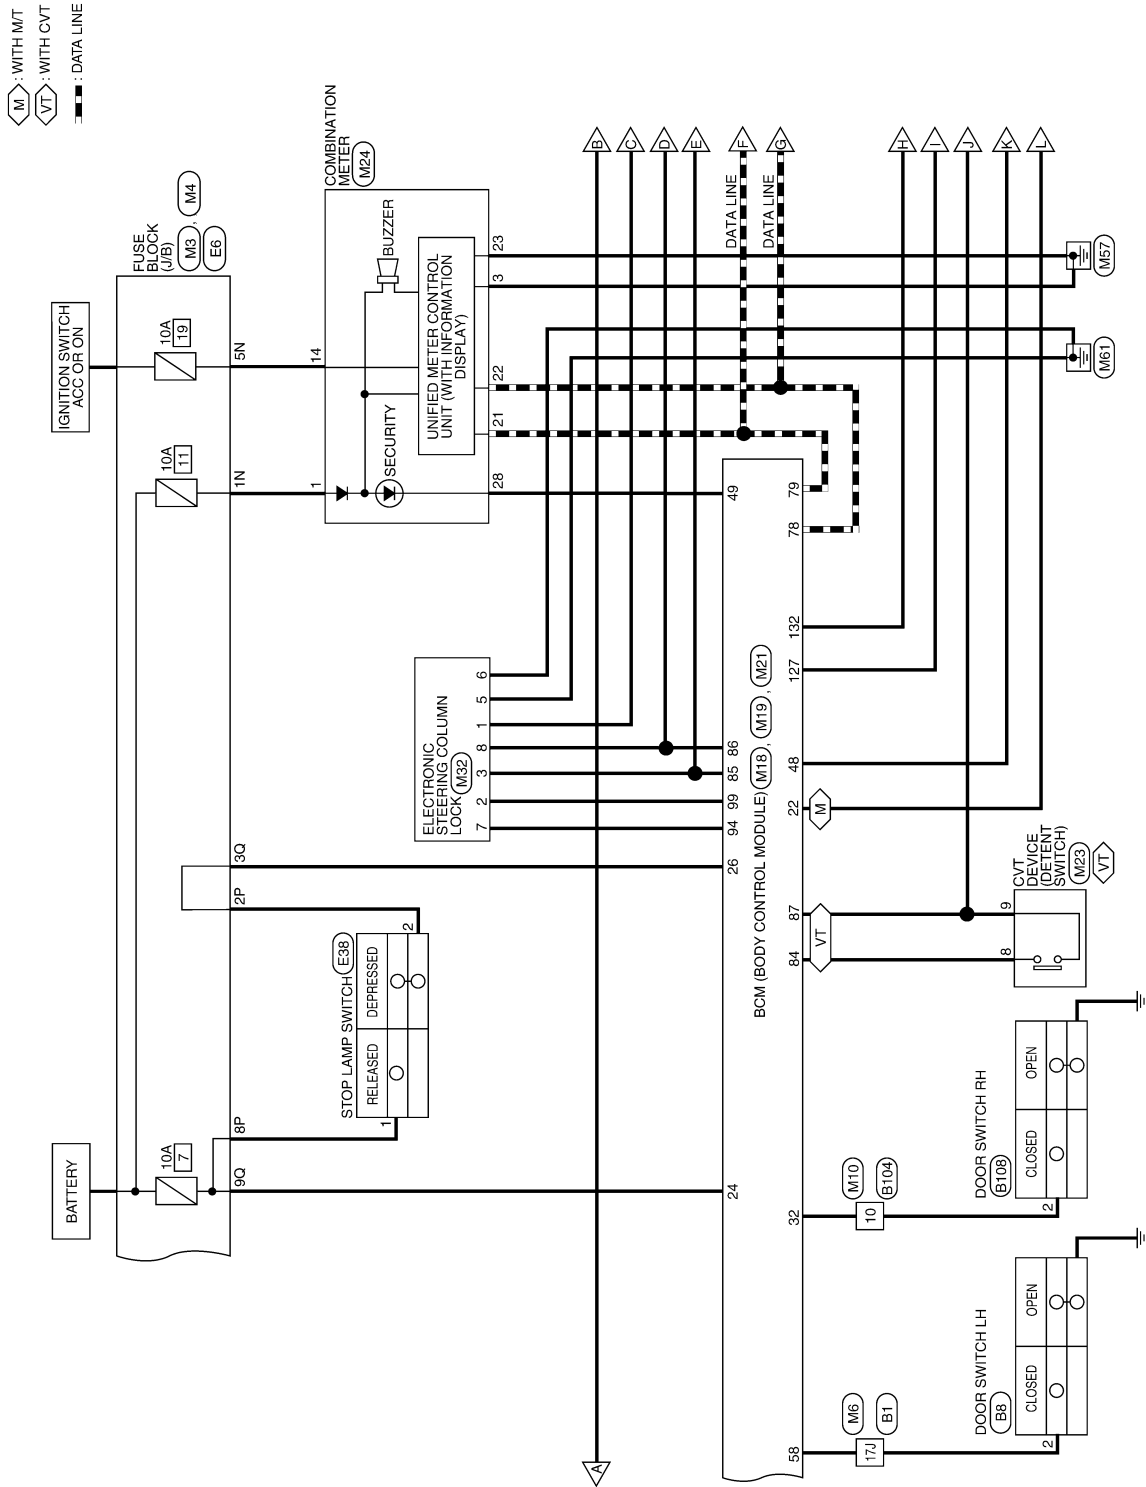 M : WITH M/T
VT : WITH CVT
: DATA LINE
BATTERY
IGNITION SWITCH
ACC OR ON
10A
7
10A
11
10A
19
FUSE
BLOCK
(J/B)
M3 , M4
E6
9Q
8P
2P
3Q
1N
5N
STOP LAMP SWITCH
E38
RELEASED
DEPRESSED
1
2
COMBINATION
METER
M24
1
14
SECURITY
BUZZER
UNIFIED METER CONTROL
UNIT (WITH INFORMATION
DISPLAY)
28
21
22
3
23
ELECTRONIC
STEERING COLUMN
LOCK
M32
7
2
3
8
1
5
6
A
B
C
D
E
F
G
H
I
J
K
L
DATA LINE
DATA LINE
24
26
94
99
85
86
49
BCM (BODY CONTROL MODULE) M18 , M19 , M21
58
32
84
87
22
48
127
132
78
79
VT
M
M6
B1
17J
M10
B104
10
DOOR SWITCH LH
B8
CLOSED
OPEN
2
DOOR SWITCH RH
B108
CLOSED
OPEN
2
8
9
CVT
DEVICE
(DETENT
SWITCH)
M23
VT
M61
M57